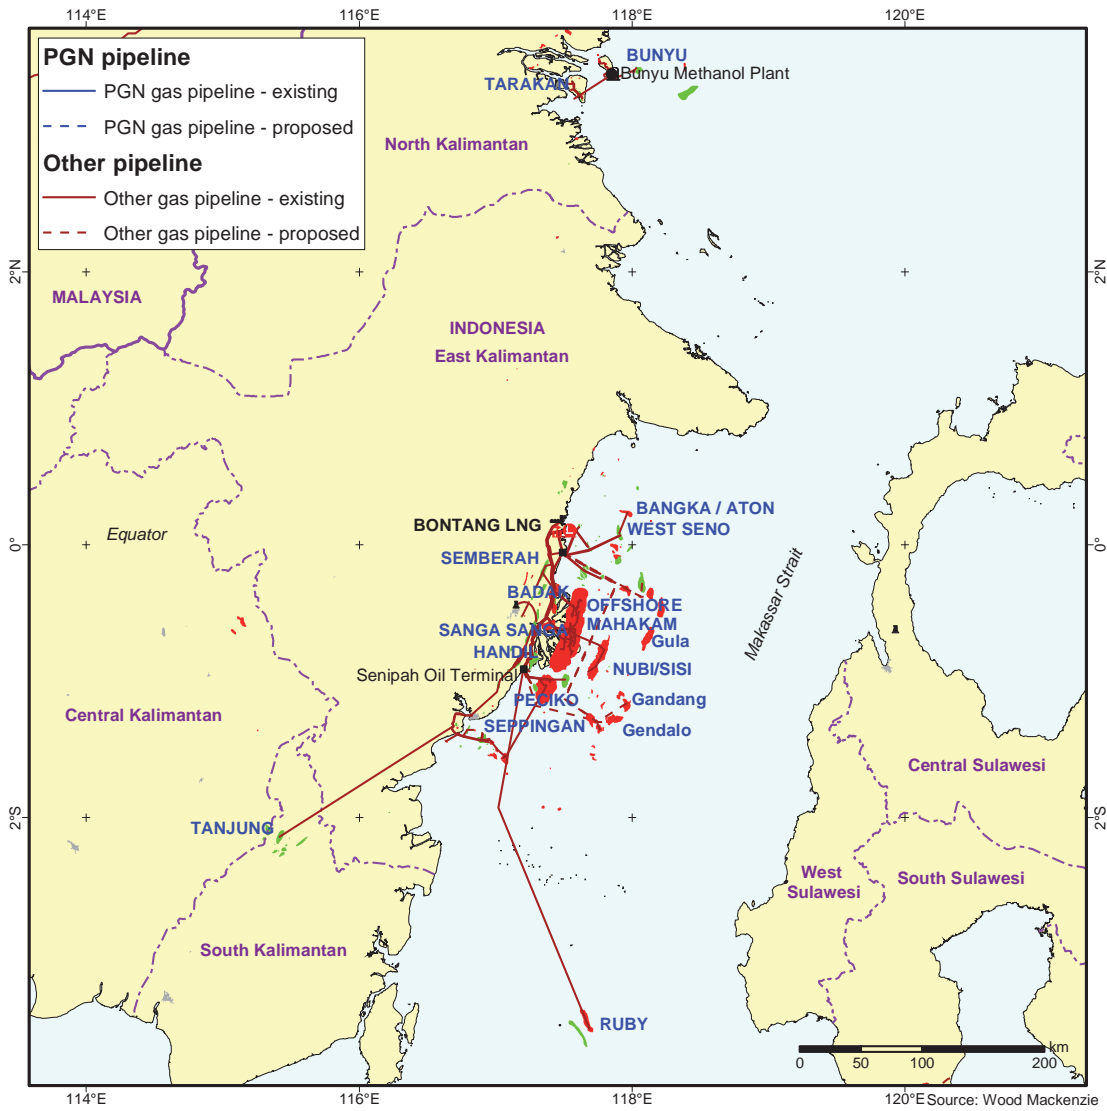 114°E
116°E
118°E
120°E
PGN pipeline
PGN gas pipeline - existing
PGN gas pipeline - proposed
Other pipeline
Other gas pipeline - existing
Other gas pipeline - proposed
BUNYU
Bunyu Methanol Plant
TARAKAN
North Kalimantan
2°N
2°N
MALAYSIA
INDONESIA
East Kalimantan
BANGKA / ATON
BONTANG LNG
WEST SENO
Equator
0°
0°
SEMBERAH
Makassar Strait
BADAK
OFFSHORE
MAHAKAM
SANGA SANGA
Gula
HANDIL
NUBI/SISI
Senipah Oil Terminal
PECIKO
Gandang
Central Kalimantan
SEPPINGAN
Gendalo
Central Sulawesi
2°S
2°S
TANJUNG
West
Sulawesi
South Sulawesi
South Kalimantan
RUBY
km
0
50
100
200
114°E
116°E
118°E
120°E
Source: Wood Mackenzie